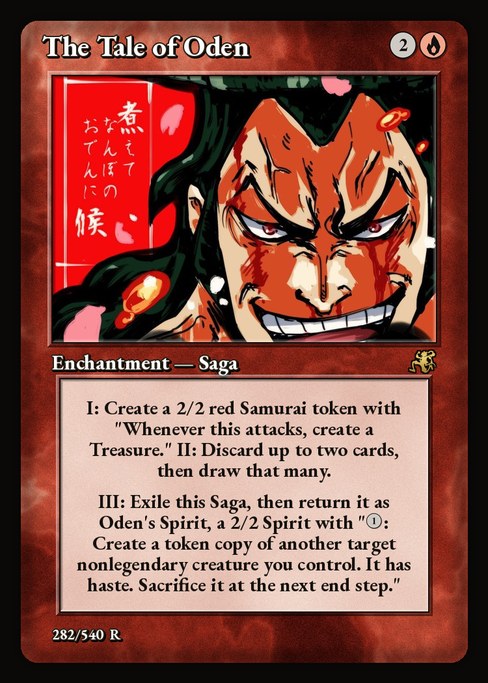 The Tale of Oden
2
煮えて
なんぼの
おでんに
候
Enchantment — Saga
I: Create a 2/2 red Samurai token with
"Whenever this attacks, create a
Treasure." II: Discard up to two cards,
then draw that many.
III: Exile this Saga, then return it as
Oden's Spirit, a 2/2 Spirit with "①:
Create a token copy of another target
nonlegendary creature you control. It has
haste. Sacrifice it at the next end step."
282/540 R